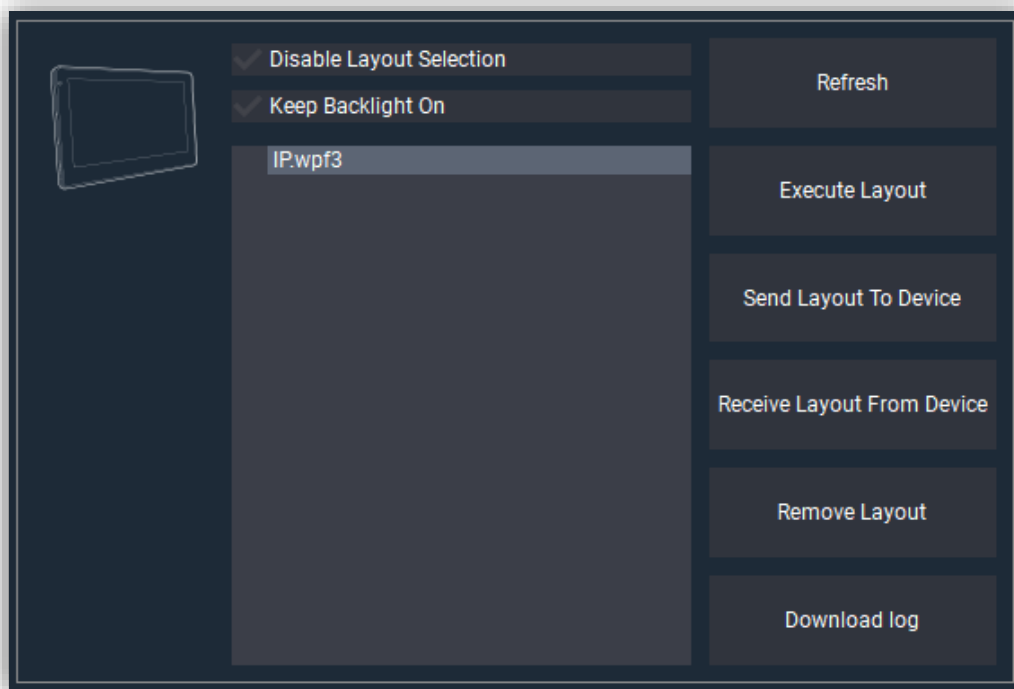 Disable Layout Selection
Keep Backlight On
IP.wpf3
Refresh
Execute Layout
Send Layout To Device
Receive Layout From Device
Remove Layout
Download log